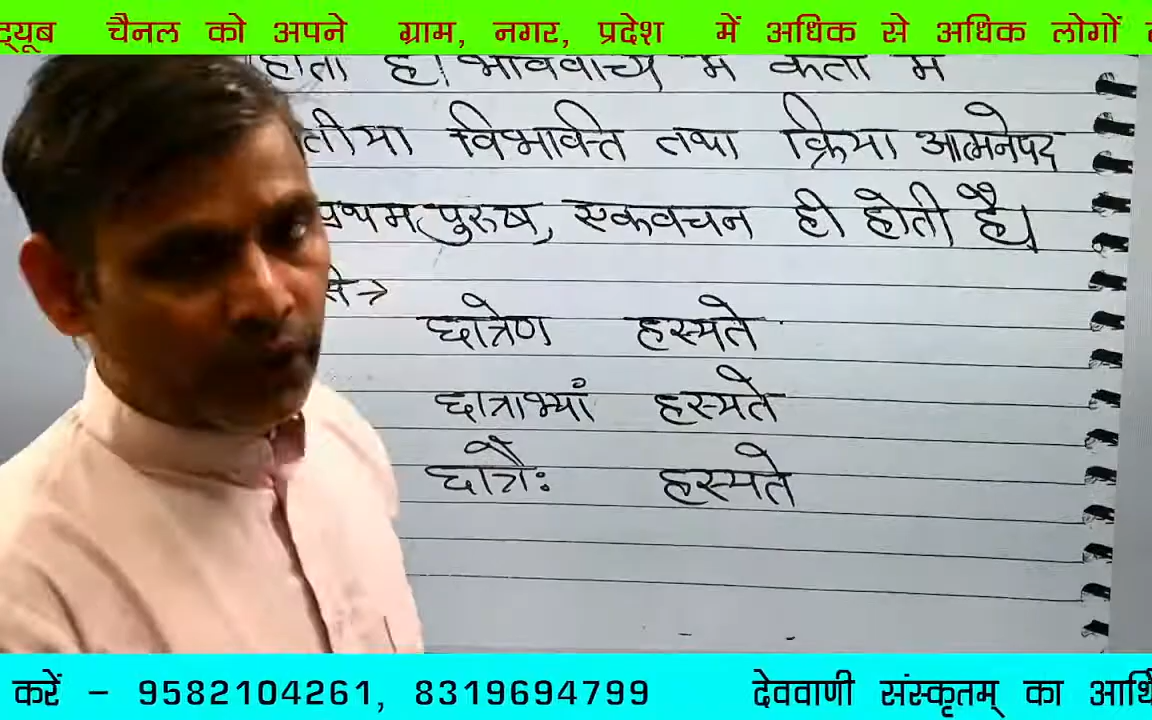 चैनल को अपने ग्राम, नगर, प्रदेश में अधिक से अधिक लोगों
होता है। भाववाच्य में कर्ता में
तीया विभक्ति तथा क्रिया आत्मनेपद
प्रथम पुरुष, एकवचन ही होती है।
छात्रेण हस्यते
छात्राभ्यां हस्यते
छात्रैः हस्यते
करें - 9582104261, 8319694799 देववाणी संस्कृतम् का